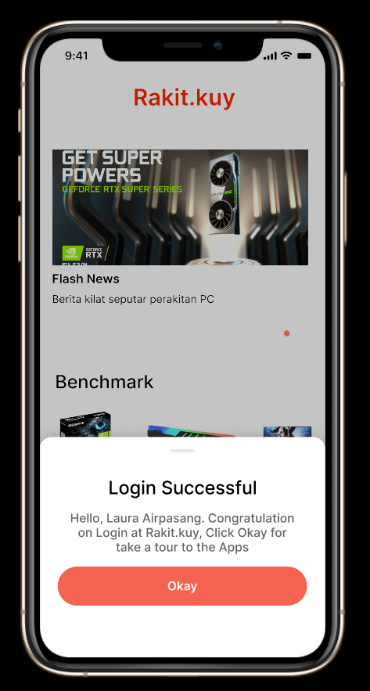 9:41
Rakit.kuy
GET SUPER
POWERS
GEFORCE RTX SUPER SERIES
NVIDIA
GEFORCE
RTX
Flash News
Berita kilat seputar perakitan PC
Benchmark
Login Successful
Hello, Laura Airpasang. Congratulation
on Login at Rakit.kuy, Click Okay for
take a tour to the Apps
Okay